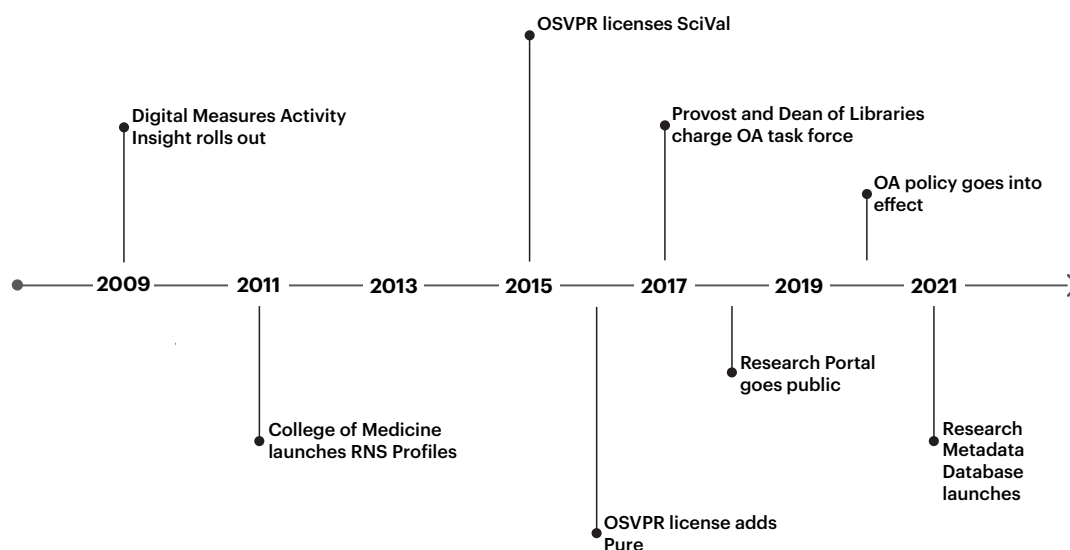 OSVPR licenses SciVal
Digital Measures Activity
Insight rolls out
Provost and Dean of Libraries
charge OA task force
OA policy goes into
effect
2009
2011
2013
2015
2017
2019
2021
Research Portal
goes public
College of Medicine
launches RNS Profiles
Research
Metadata
Database
launches
OSVPR license adds
Pure